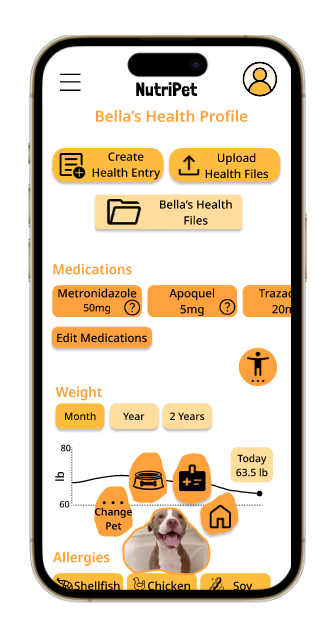 NutriPet
Bella's Health Profile
Create
Health Entry
Upload
Health Files
Bella's Health
Files
Medications
Metronidazole
50mg ?
Apoquel
5mg ?
Edit Medications
Weight
Month
Year
2 Years
80
lb
60
Today
63.5 lb
Change
Pet
Allergies
Shellfish
Chicken
Soy